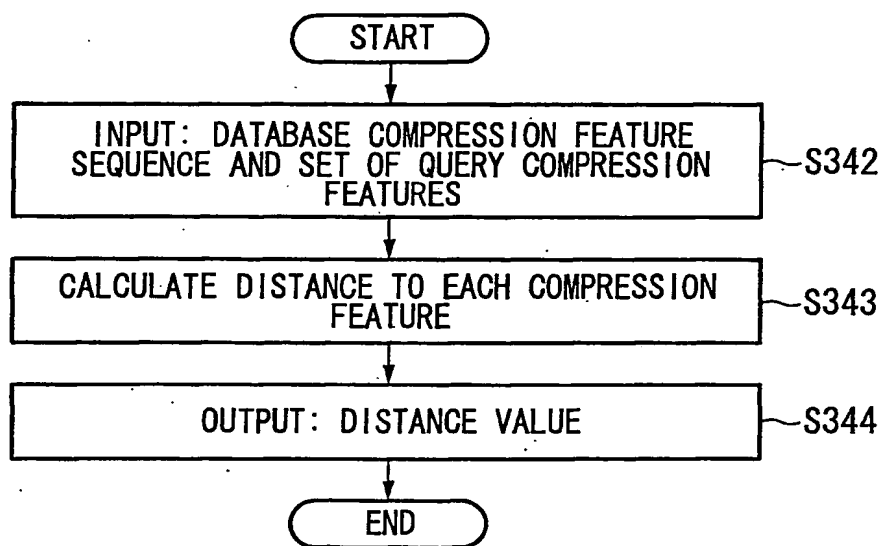 START
INPUT: DATABASE COMPRESSION FEATURE
SEQUENCE AND SET OF QUERY COMPRESSION
FEATURES
S342
CALCULATE DISTANCE TO EACH COMPRESSION
FEATURE
S343
OUTPUT: DISTANCE VALUE
S344
END